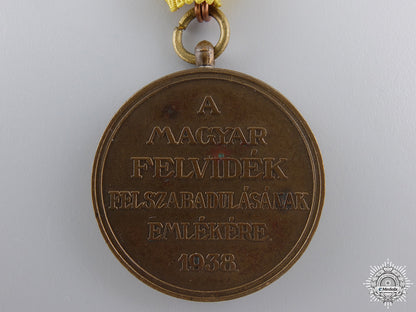 A
MAGYAR
FELVIDÉK
FELSZABADULÁSÁNAK
EMLÉKÉRE
1938